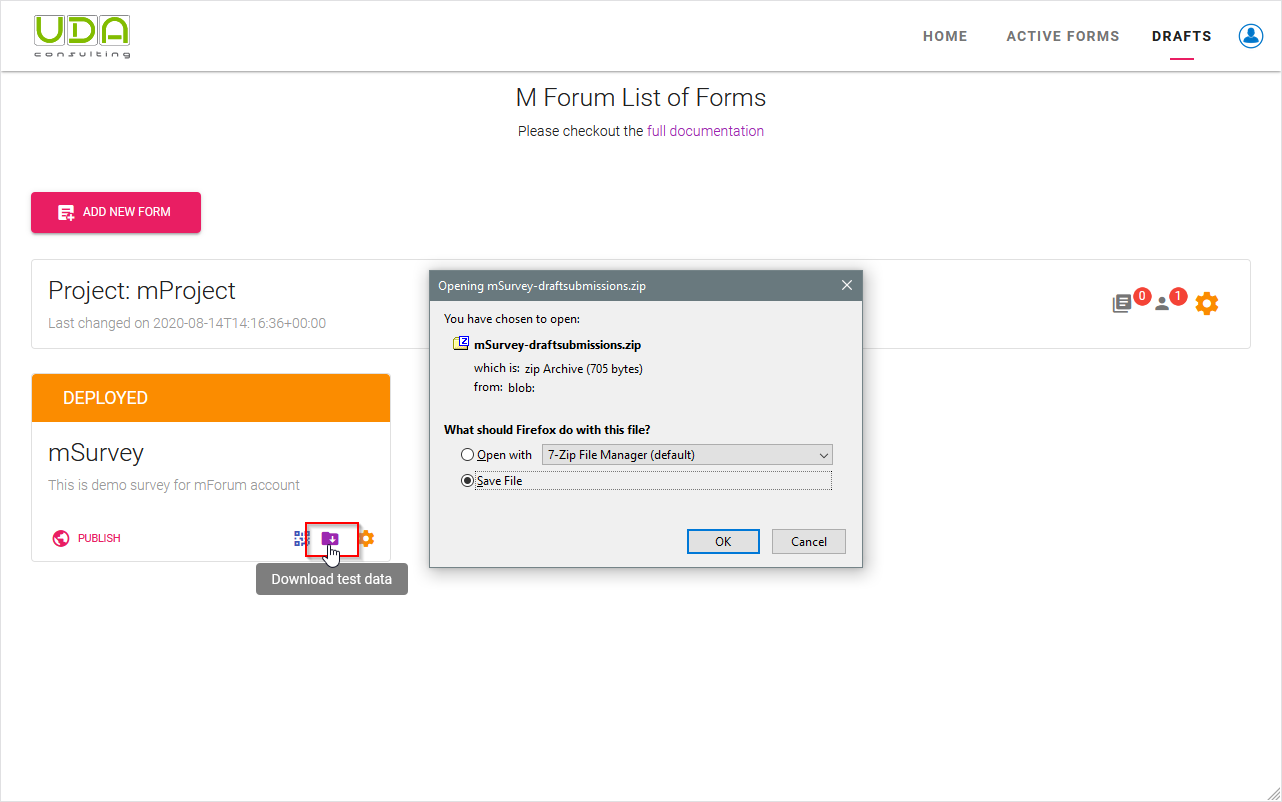 UDA
consulting
HOME
ACTIVE FORMS
DRAFTS
M Forum List of Forms
Please checkout the full documentation
ADD NEW FORM
Project: mProject
Last changed on 2020-08-14T14:16:36+00:00
0
1
DEPLOYED
mSurvey
This is demo survey for mForum account
PUBLISH
Download test data
Opening mSurvey-draftsubmissions.zip
You have chosen to open:
mSurvey-draftsubmissions.zip
which is: zip Archive (705 bytes)
from: blob:
What should Firefox do with this file?
Open with 7-Zip File Manager (default)
Save File
OK
Cancel